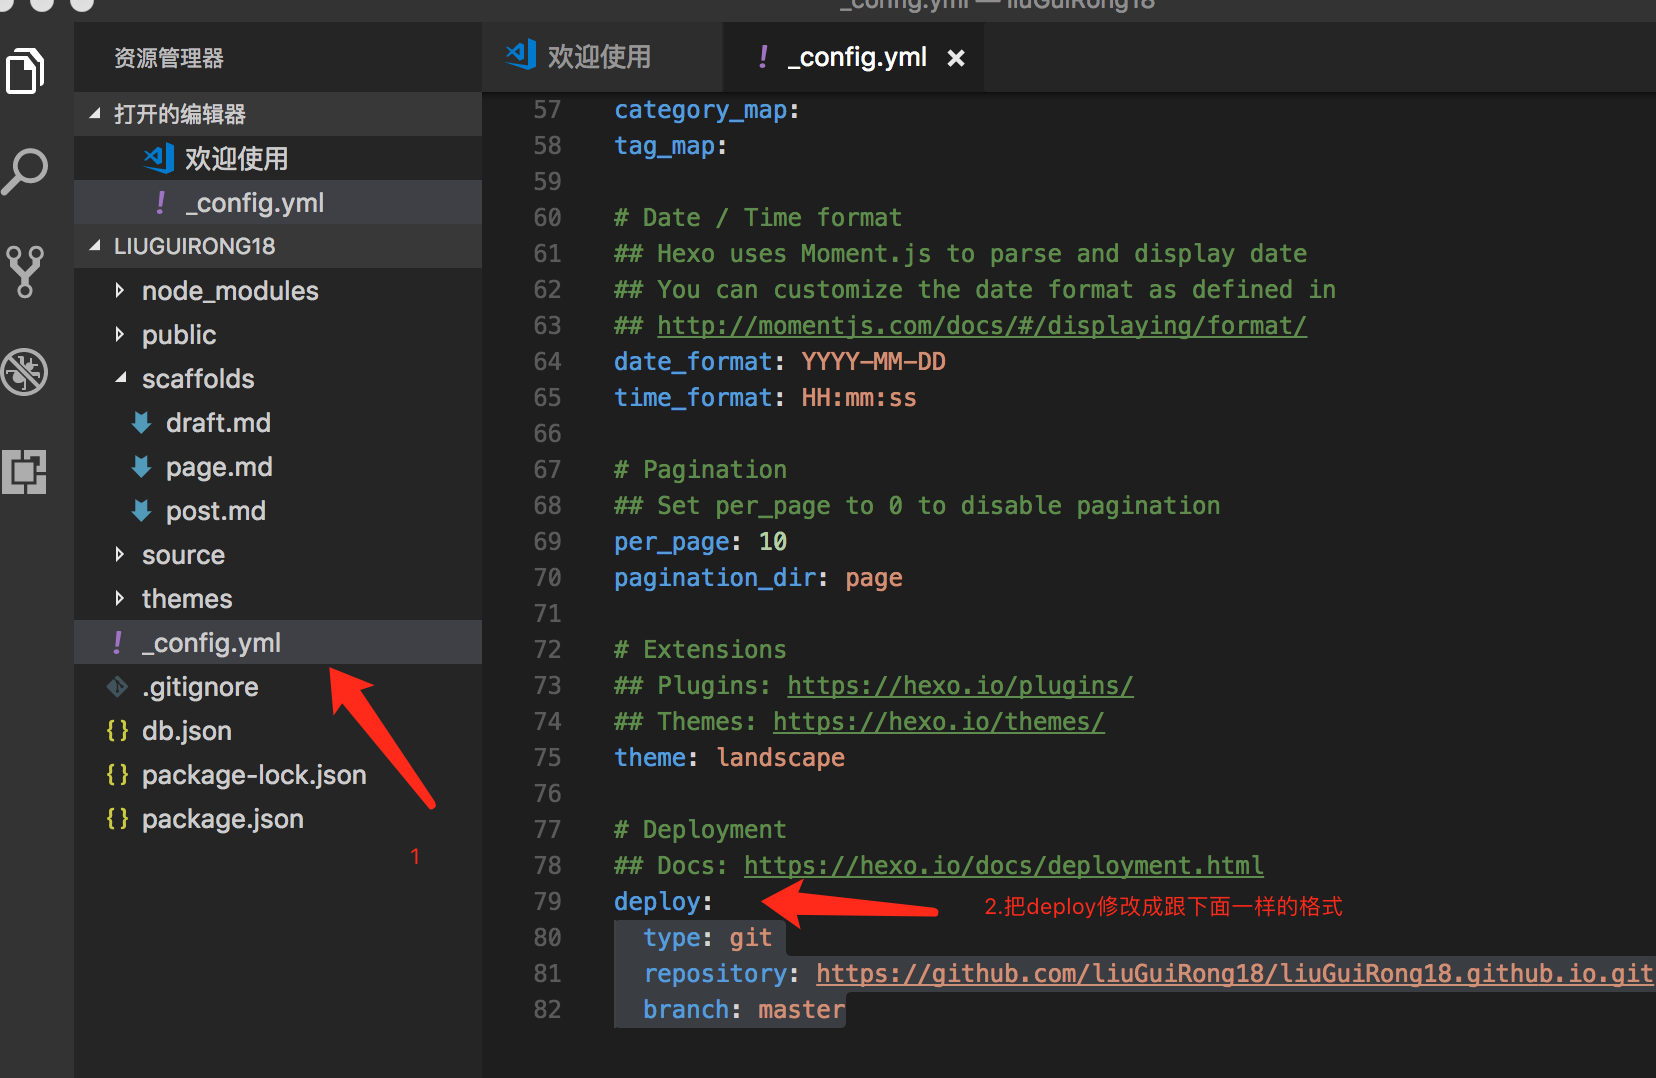 _config.yml — liuGuiRong18
资源管理器
打开的编辑器
欢迎使用
_config.yml
LIUGUIRONG18
node_modules
public
scaffolds
draft.md
page.md
post.md
source
themes
_config.yml
.gitignore
db.json
package-lock.json
package.json
1
欢迎使用
_config.yml
57 category_map:
58 tag_map:
59
60 # Date / Time format
61 ## Hexo uses Moment.js to parse and display date
62 ## You can customize the date format as defined in
63 ## http://momentjs.com/docs/#/displaying/format/
64 date_format: YYYY-MM-DD
65 time_format: HH:mm:ss
66
67 # Pagination
68 ## Set per_page to 0 to disable pagination
69 per_page: 10
70 pagination_dir: page
71
72 # Extensions
73 ## Plugins: https://hexo.io/plugins/
74 ## Themes: https://hexo.io/themes/
75 theme: landscape
76
77 # Deployment
78 ## Docs: https://hexo.io/docs/deployment.html
79 deploy:
2.把deploy修改成跟下面一样的格式
80 type: git
81 repository: https://github.com/liuGuiRong18/liuGuiRong18.github.io.git
82 branch: master